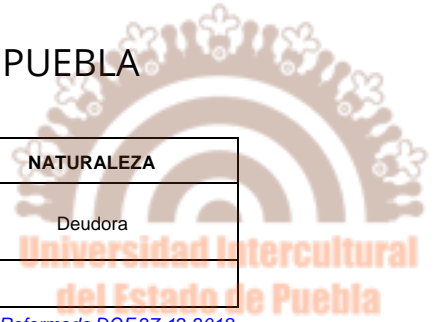 PUEBLA
NATURALEZA
Deudora
Universidad Intercultural
del Estado de Puebla